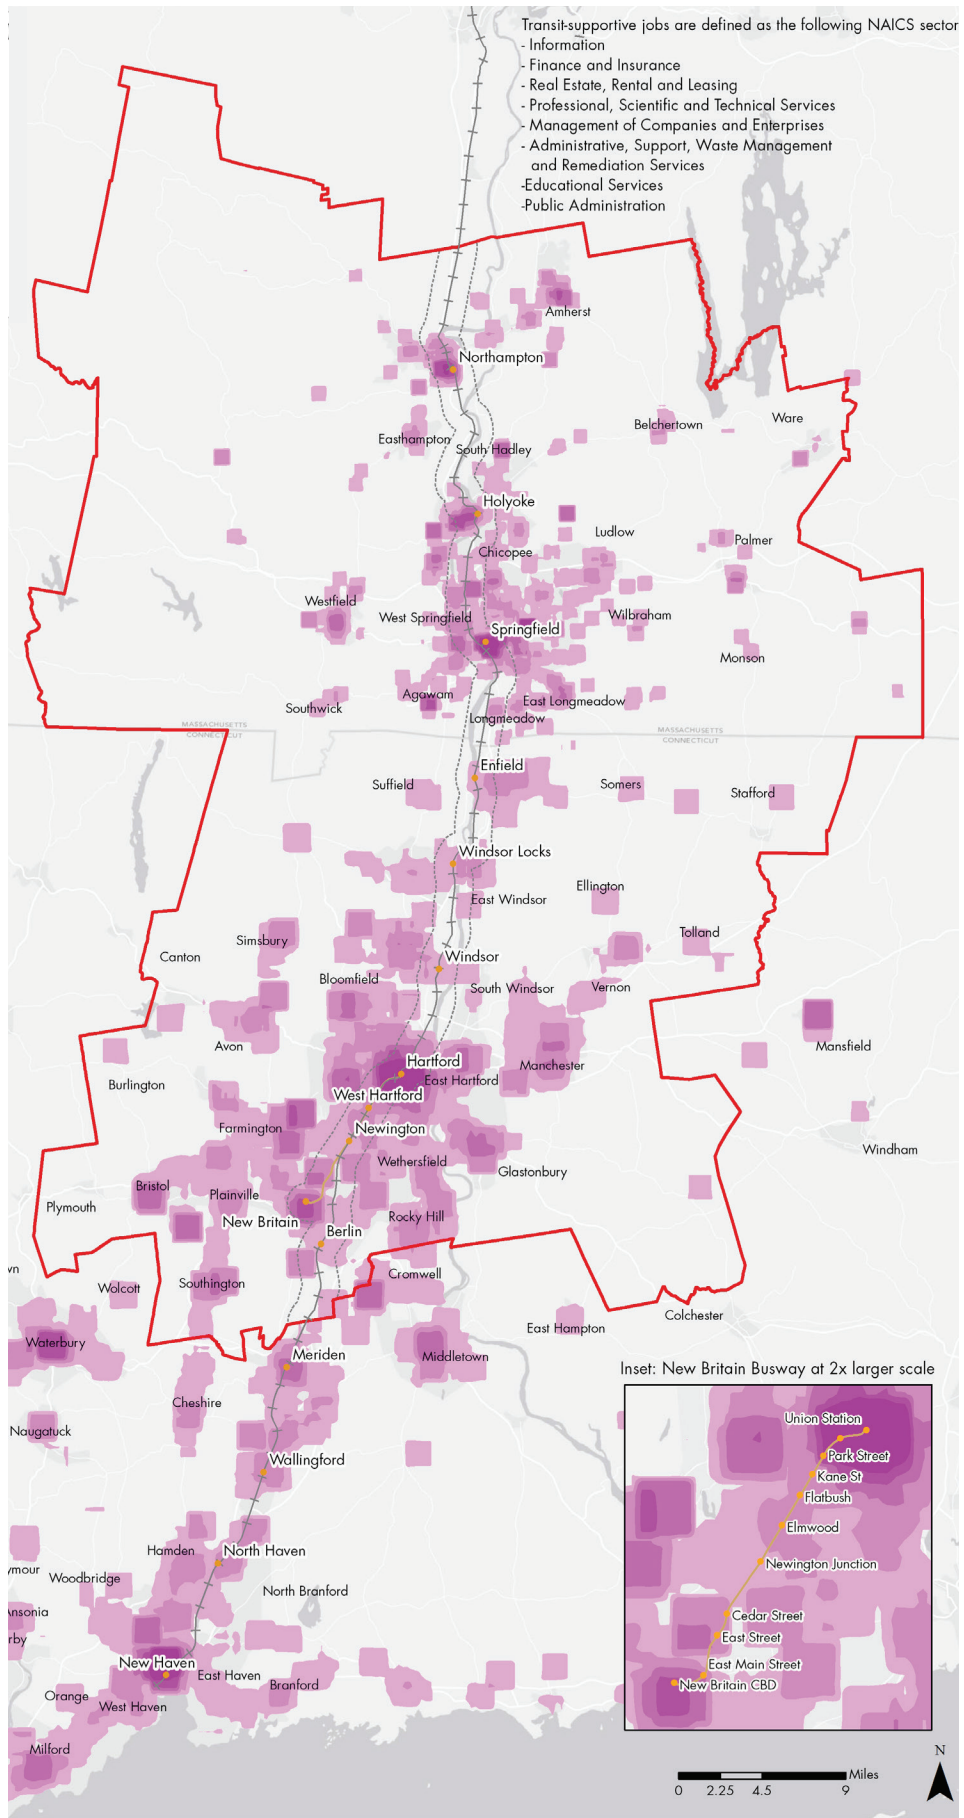 Transit-supportive jobs are defined as the following NAICS sector
- Information
- Finance and Insurance
- Real Estate, Rental and Leasing
- Professional, Scientific and Technical Services
- Management of Companies and Enterprises
- Administrative, Support, Waste Management
and Remediation Services
-Educational Services
-Public Administration
Amherst
Northampton
Ware
Belchertown
Easthampton
South Hadley
Holyoke
Ludlow
Palmer
Chicopee
Westfield
West Springfield
Wilbraham
Springfield
Monson
Agawam
East Longmeadow
Southwick
Longmeadow
MASSACHUSETTS
CONNECTICUT
MASSACHUSETTS
CONNECTICUT
Enfield
Suffield
Somers
Stafford
Windsor Locks
Ellington
East Windsor
Tolland
Simsbury
Canton
Windsor
Bloomfield
South Windsor
Vernon
Avon
Mansfield
Hartford
Manchester
East Hartford
Burlington
West Hartford
Farmington
Newington
Windham
Wethersfield
Glastonbury
Bristol
Plainville
Plymouth
Rocky Hill
New Britain
Berlin
wn
Cromwell
Wolcott
Southington
Colchester
East Hampton
Waterbury
Meriden
Middletown
Inset: New Britain Busway at 2x larger scale
Union Station
Park Street
Kane St
Flatbush
Elmwood
Newington Junction
Cedar Street
East Street
East Main Street
New Britain CBD
Cheshire
Naugatuck
Wallingford
Hamden
North Haven
ymour
Woodbridge
North Branford
Ansonia
rby
New Haven
East Haven
Branford
Orange
West Haven
Milford
N
Miles
0 2.25 4.5 9